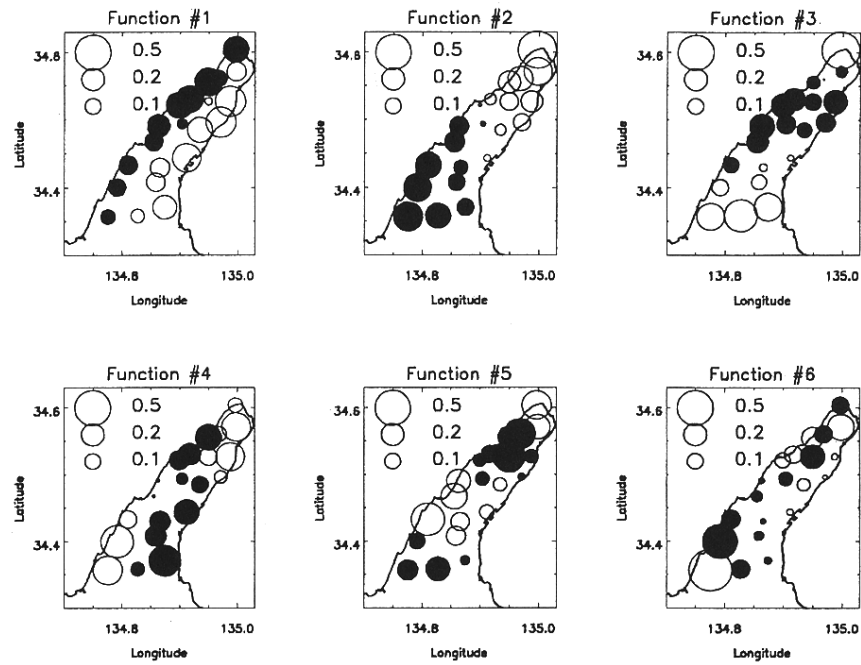 Function #1
34.8
34.4
0.5
0.2
0.1
Latitude
134.8
135.0
Longitude
Function #2
34.6
34.4
0.5
0.2
0.1
Latitude
134.8
135.0
Longitude
Function #3
34.6
34.4
0.5
0.2
0.1
Latitude
134.8
135.0
Longitude
Function #4
34.6
34.4
0.5
0.2
0.1
Latitude
134.8
135.0
Longitude
Function #5
34.6
34.4
0.5
0.2
0.1
Latitude
134.8
135.0
Longitude
Function #6
34.6
34.4
0.5
0.2
0.1
Latitude
134.8
135.0
Longitude